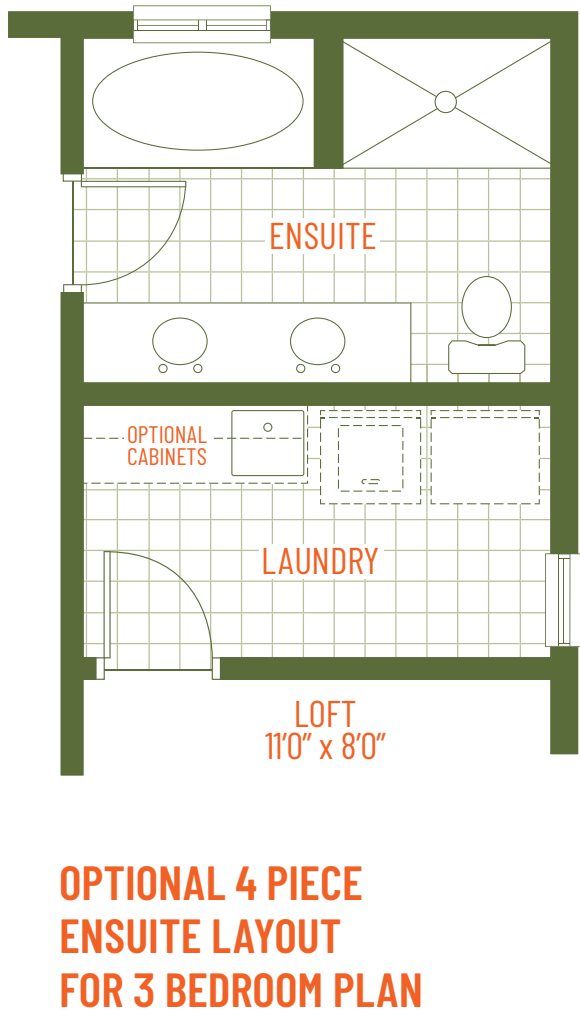 ENSUITE
OPTIONAL
CABINETS
LAUNDRY
LOFT
11'0" x 8'0"
OPTIONAL 4 PIECE
ENSUITE LAYOUT
FOR 3 BEDROOM PLAN